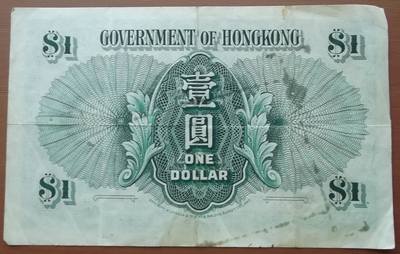 GOVERNMENT OF HONGKONG
$1 $1
壹
圓
ONE
DOLLAR
$1 $1